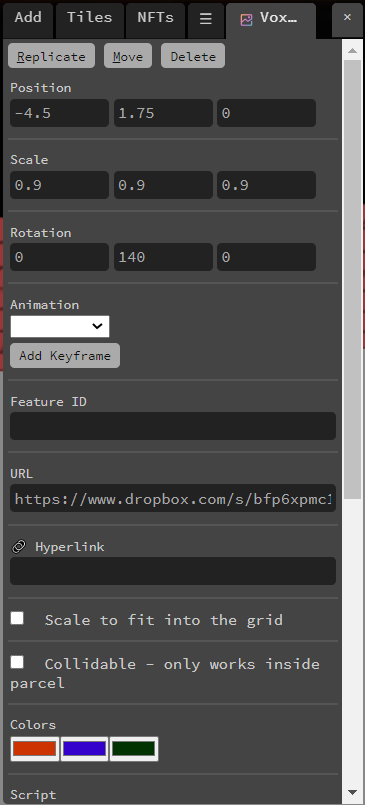 Add Tiles NFTs ☰ Vox… ×
Replicate Move Delete
Position
-4.5 1.75 0
Scale
0.9 0.9 0.9
Rotation
0 140 0
Animation
Add Keyframe
Feature ID
URL
https://www.dropbox.com/s/bfp6xpmc1
Hyperlink
Scale to fit into the grid
Collidable - only works inside
parcel
Colors
Script